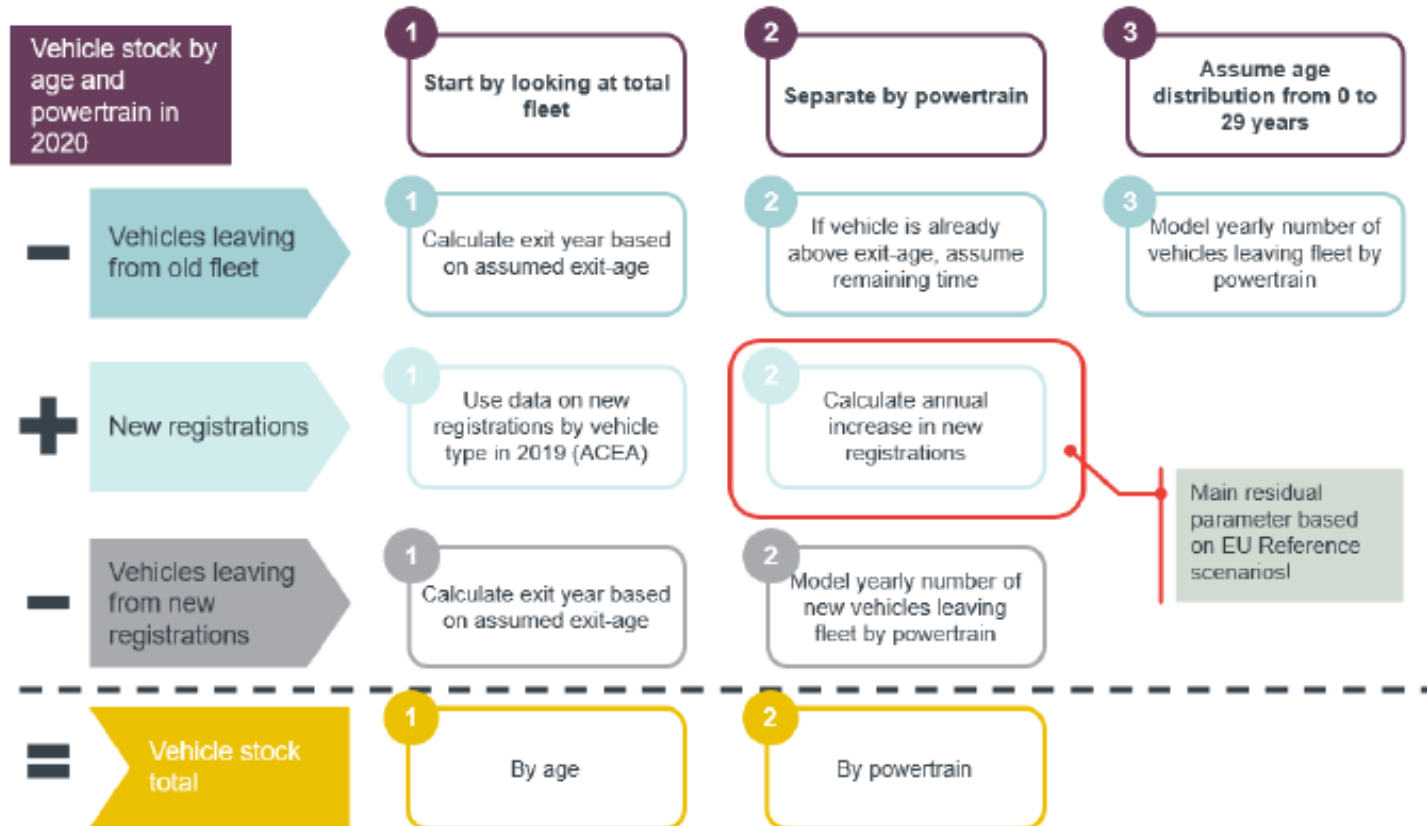 Vehicle stock by
age and
powertrain in
2020
1
Start by looking at total
fleet
2
Separate by powertrain
3
Assume age
distribution from 0 to
29 years
Vehicles leaving
from old fleet
1
Calculate exit year based
on assumed exit-age
2
If vehicle is already
above exit-age, assume
remaining time
3
Model yearly number of
vehicles leaving fleet by
powertrain
New registrations
1
Use data on new
registrations by vehicle
type in 2019 (ACEA)
2
Calculate annual
increase in new
registrations
Main residual
parameter based
on EU Reference
scenarios!
Vehicles leaving
from new
registrations
1
Calculate exit year based
on assumed exit-age
2
Model yearly number of
new vehicles leaving
fleet by powertrain
Vehicle stock
total
1
By age
2
By powertrain